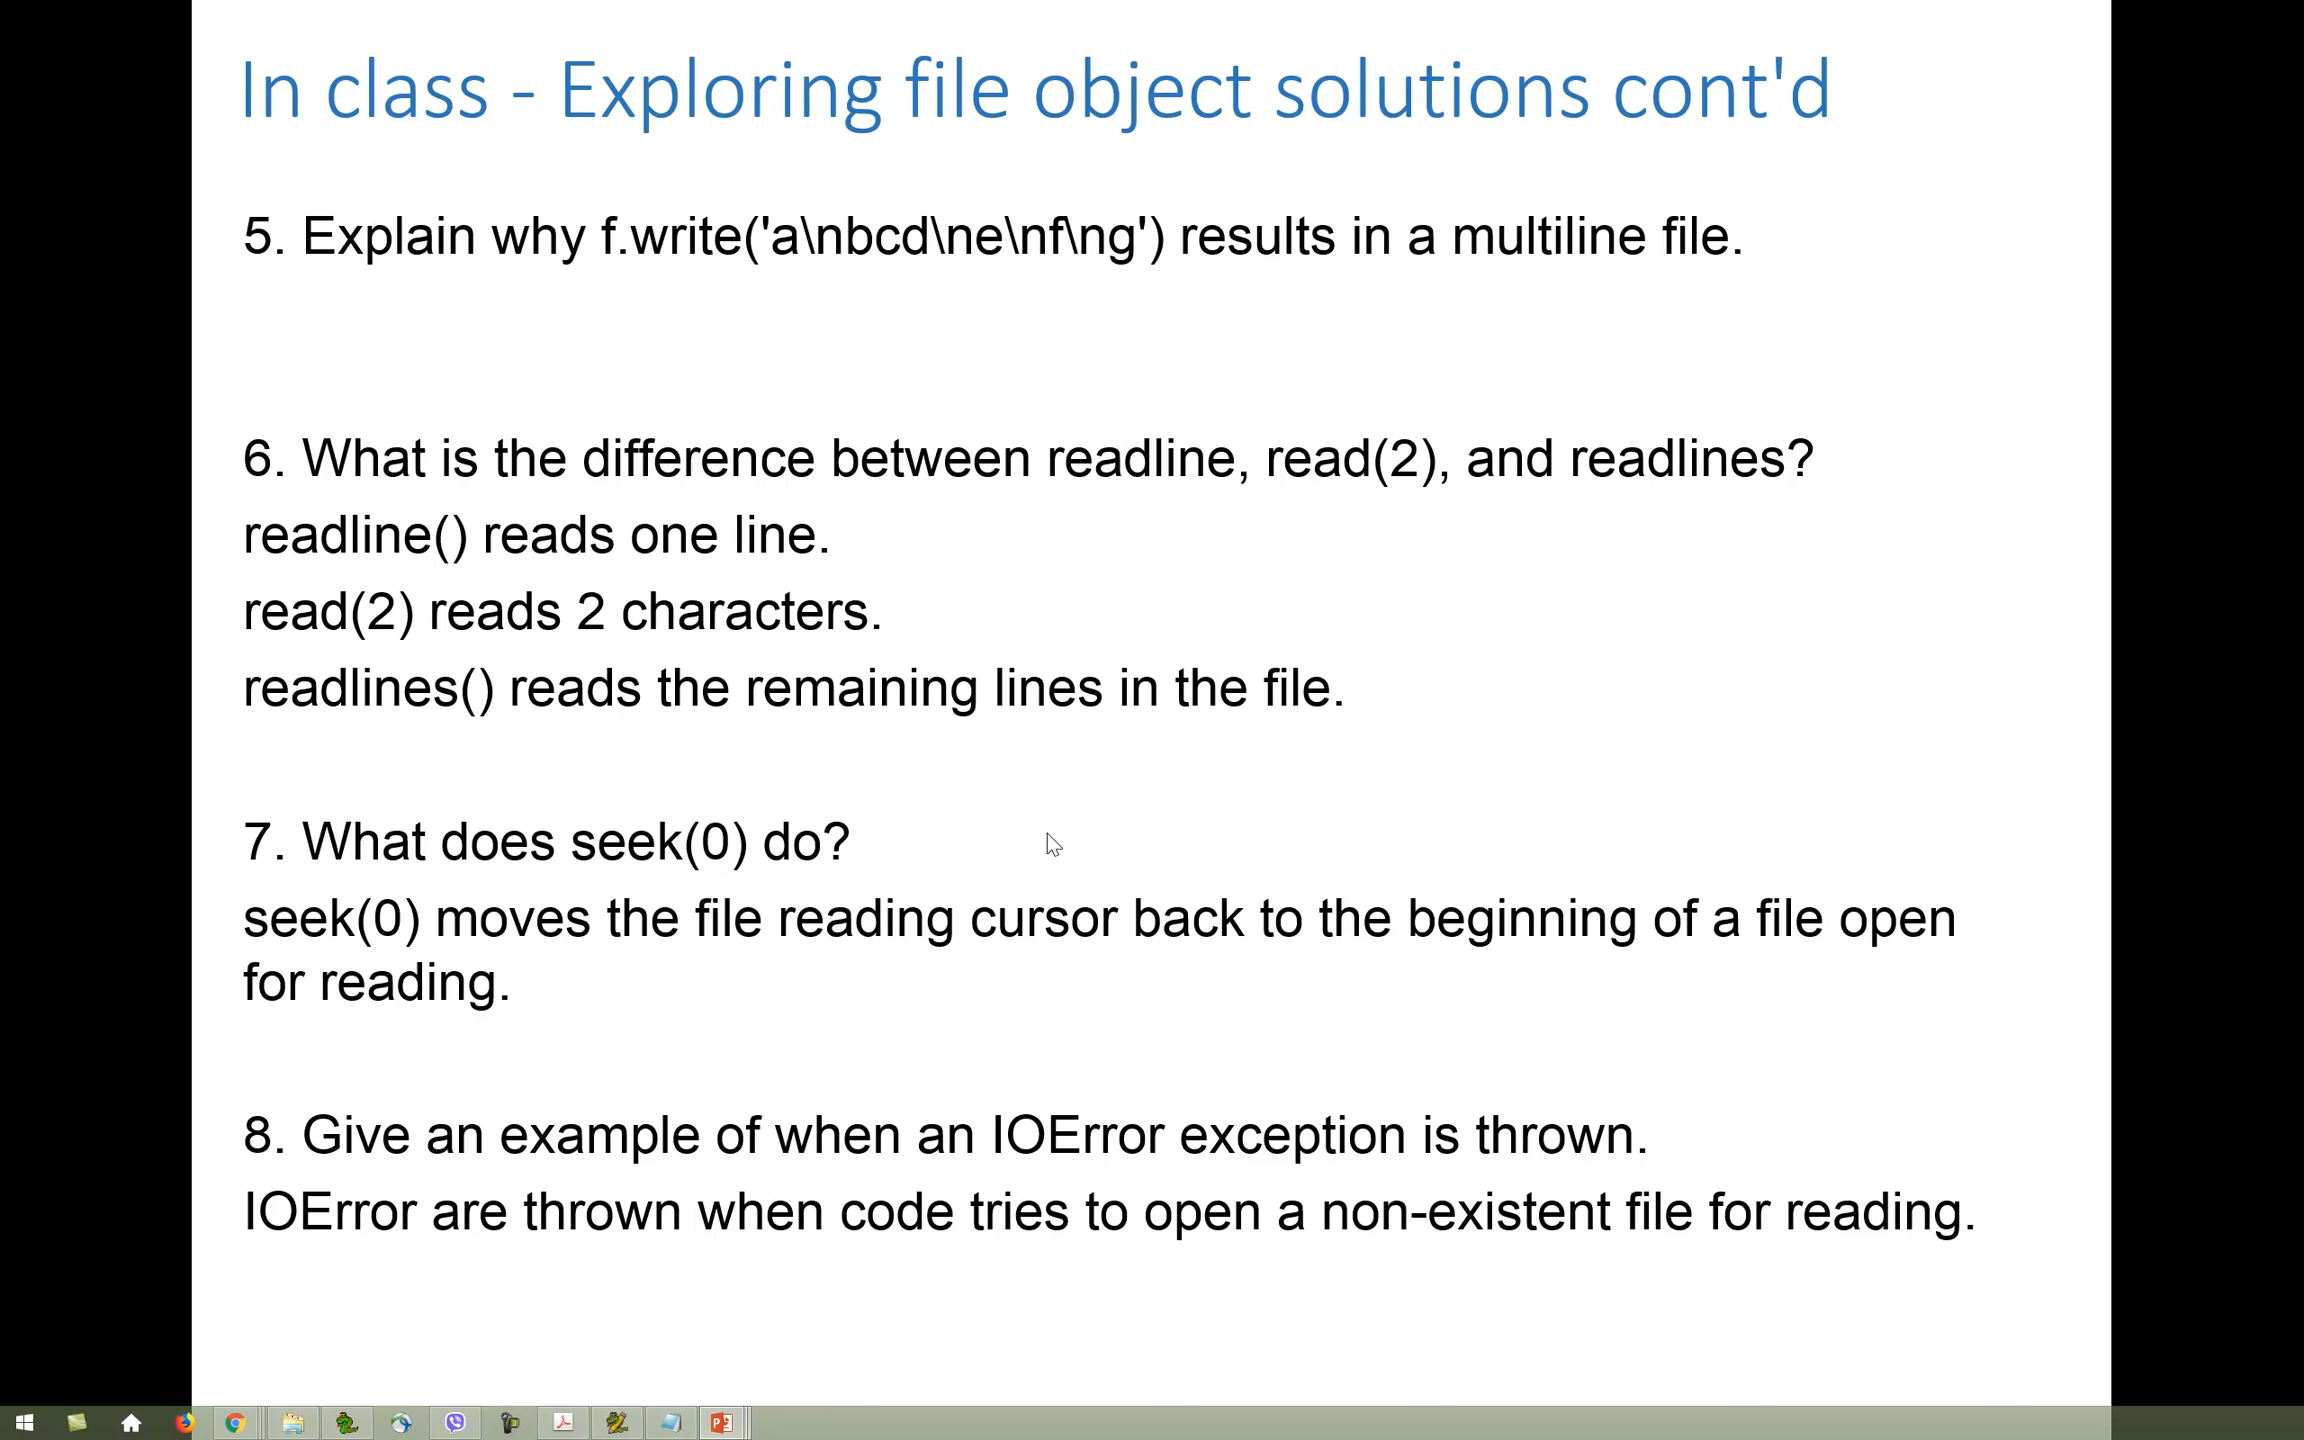 In class - Exploring file object solutions cont'd
5. Explain why f.write('a\nbcd\ne\nf\ng') results in a multiline file.
6. What is the difference between readline, read(2), and readlines?
readline() reads one line.
read(2) reads 2 characters.
readlines() reads the remaining lines in the file.
7. What does seek(0) do?
seek(0) moves the file reading cursor back to the beginning of a file open
for reading.
8. Give an example of when an IOError exception is thrown.
IOError are thrown when code tries to open a non-existent file for reading.